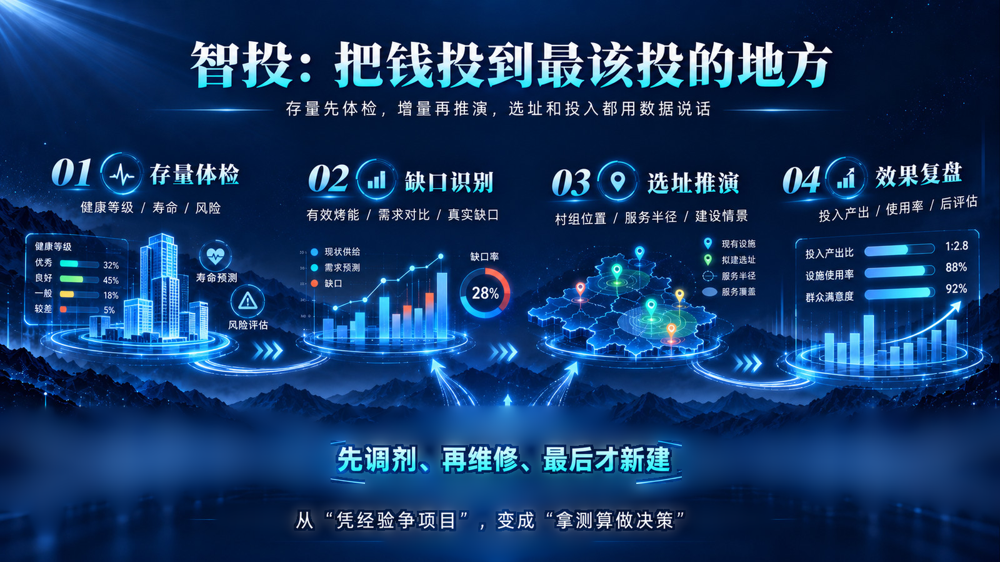 智投：把钱投到最该投的地方
存量先体检，增量再推演，选址和投入都用数据说话
01 存量体检
健康等级 / 寿命 / 风险
健康等级
优秀 32%
良好 45%
一般 18%
较差 5%
寿命预测
风险评估
02 缺口识别
有效烤能 / 需求对比 / 真实缺口
现状供给
需求预测
缺口
缺口率
28%
03 选址推演
村组位置 / 服务半径 / 建设情景
现有设施
拟建选址
服务半径
服务覆盖
04 效果复盘
投入产出 / 使用率 / 后评估
投入产出比 1:2.8
设施使用率 88%
群众满意度 92%
先调剂、再维修、最后才新建
从“凭经验争项目”，变成“拿测算做决策”